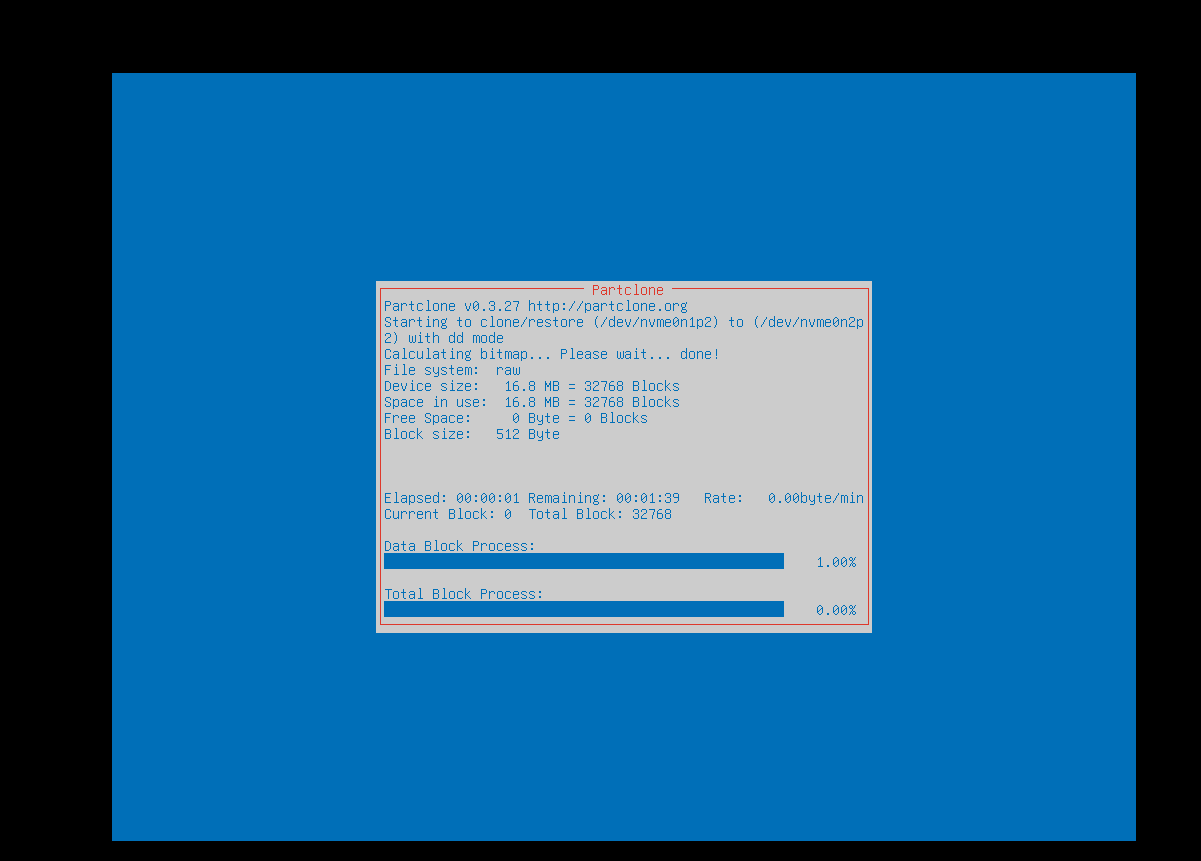 Partclone
Partclone v0.3.27 http://partclone.org
Starting to clone/restore (/dev/nvme0n1p2) to (/dev/nvme0n2p
2) with dd mode
Calculating bitmap... Please wait... done!
File system:  raw
Device size:   16.8 MB = 32768 Blocks
Space in use:  16.8 MB = 32768 Blocks
Free Space:     0 Byte = 0 Blocks
Block size:   512 Byte
Elapsed: 00:00:01 Remaining: 00:01:39   Rate:   0.00byte/min
Current Block: 0  Total Block: 32768
Data Block Process:
1.00%
Total Block Process:
0.00%